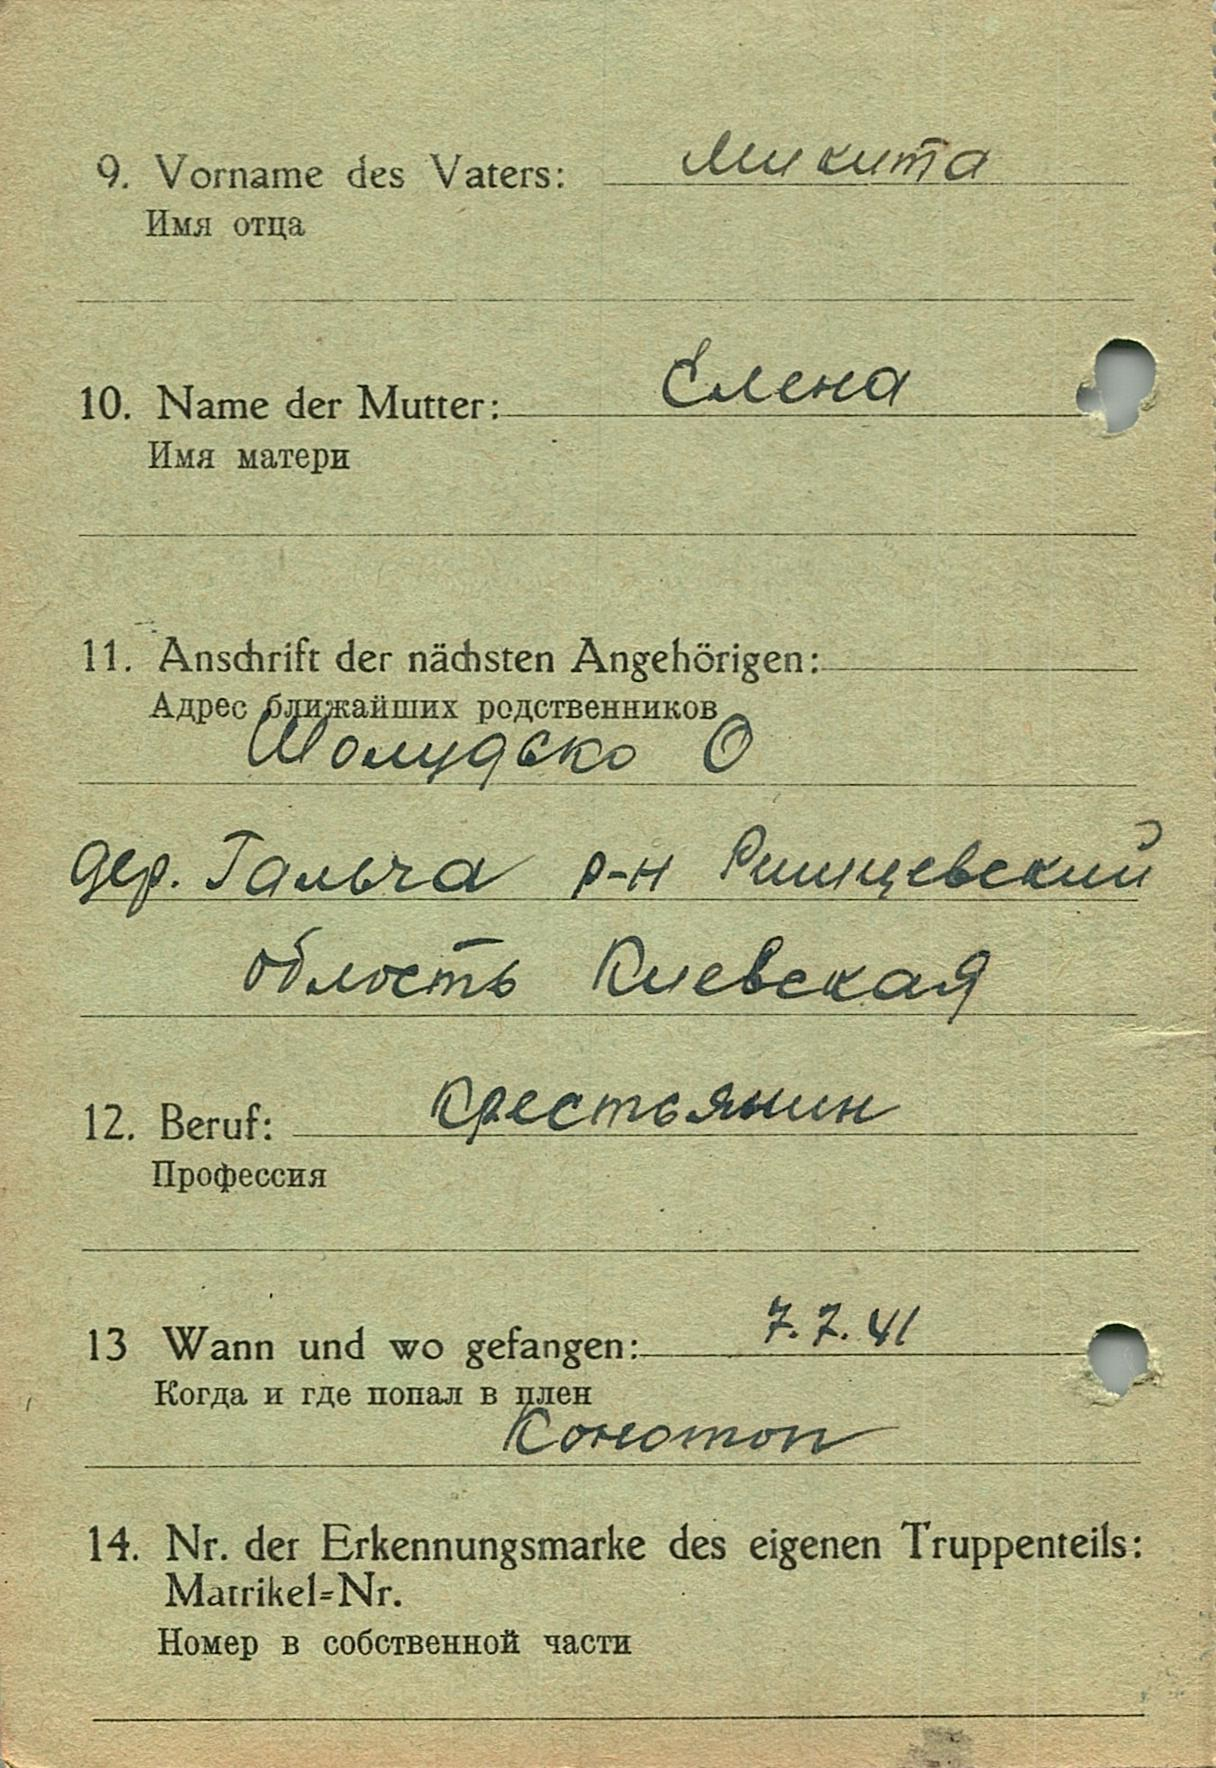 9. Vorname des Vaters: Микита
Имя отца
10. Name der Mutter: Елена
Имя матери
11. Anschrift der nächsten Angehörigen:
Адрес ближайших родственников
Шолудько О
дер. Гальча р-н Ришцевский
область Киевская
12. Beruf: Крестьянин
Профессия
13 Wann und wo gefangen: 7.7.41
Когда и где попал в плен
Конотоп
14. Nr. der Erkennungsmarke des eigenen Truppenteils:
Matrikel=Nr.
Номер в собственной части